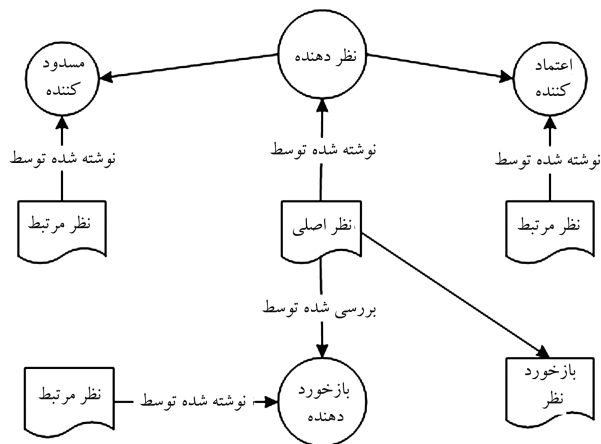 اعتماد
کننده
نظر دهنده
مسدود
کننده
نوشته شده توسط
نوشته شده توسط
نوشته شده توسط
نظر مرتبط
نظر اصلی
نظر مرتبط
بررسی شده توسط
بازخورد
نظر
بازخورد
دهنده
نوشته شده توسط
نظر مرتبط